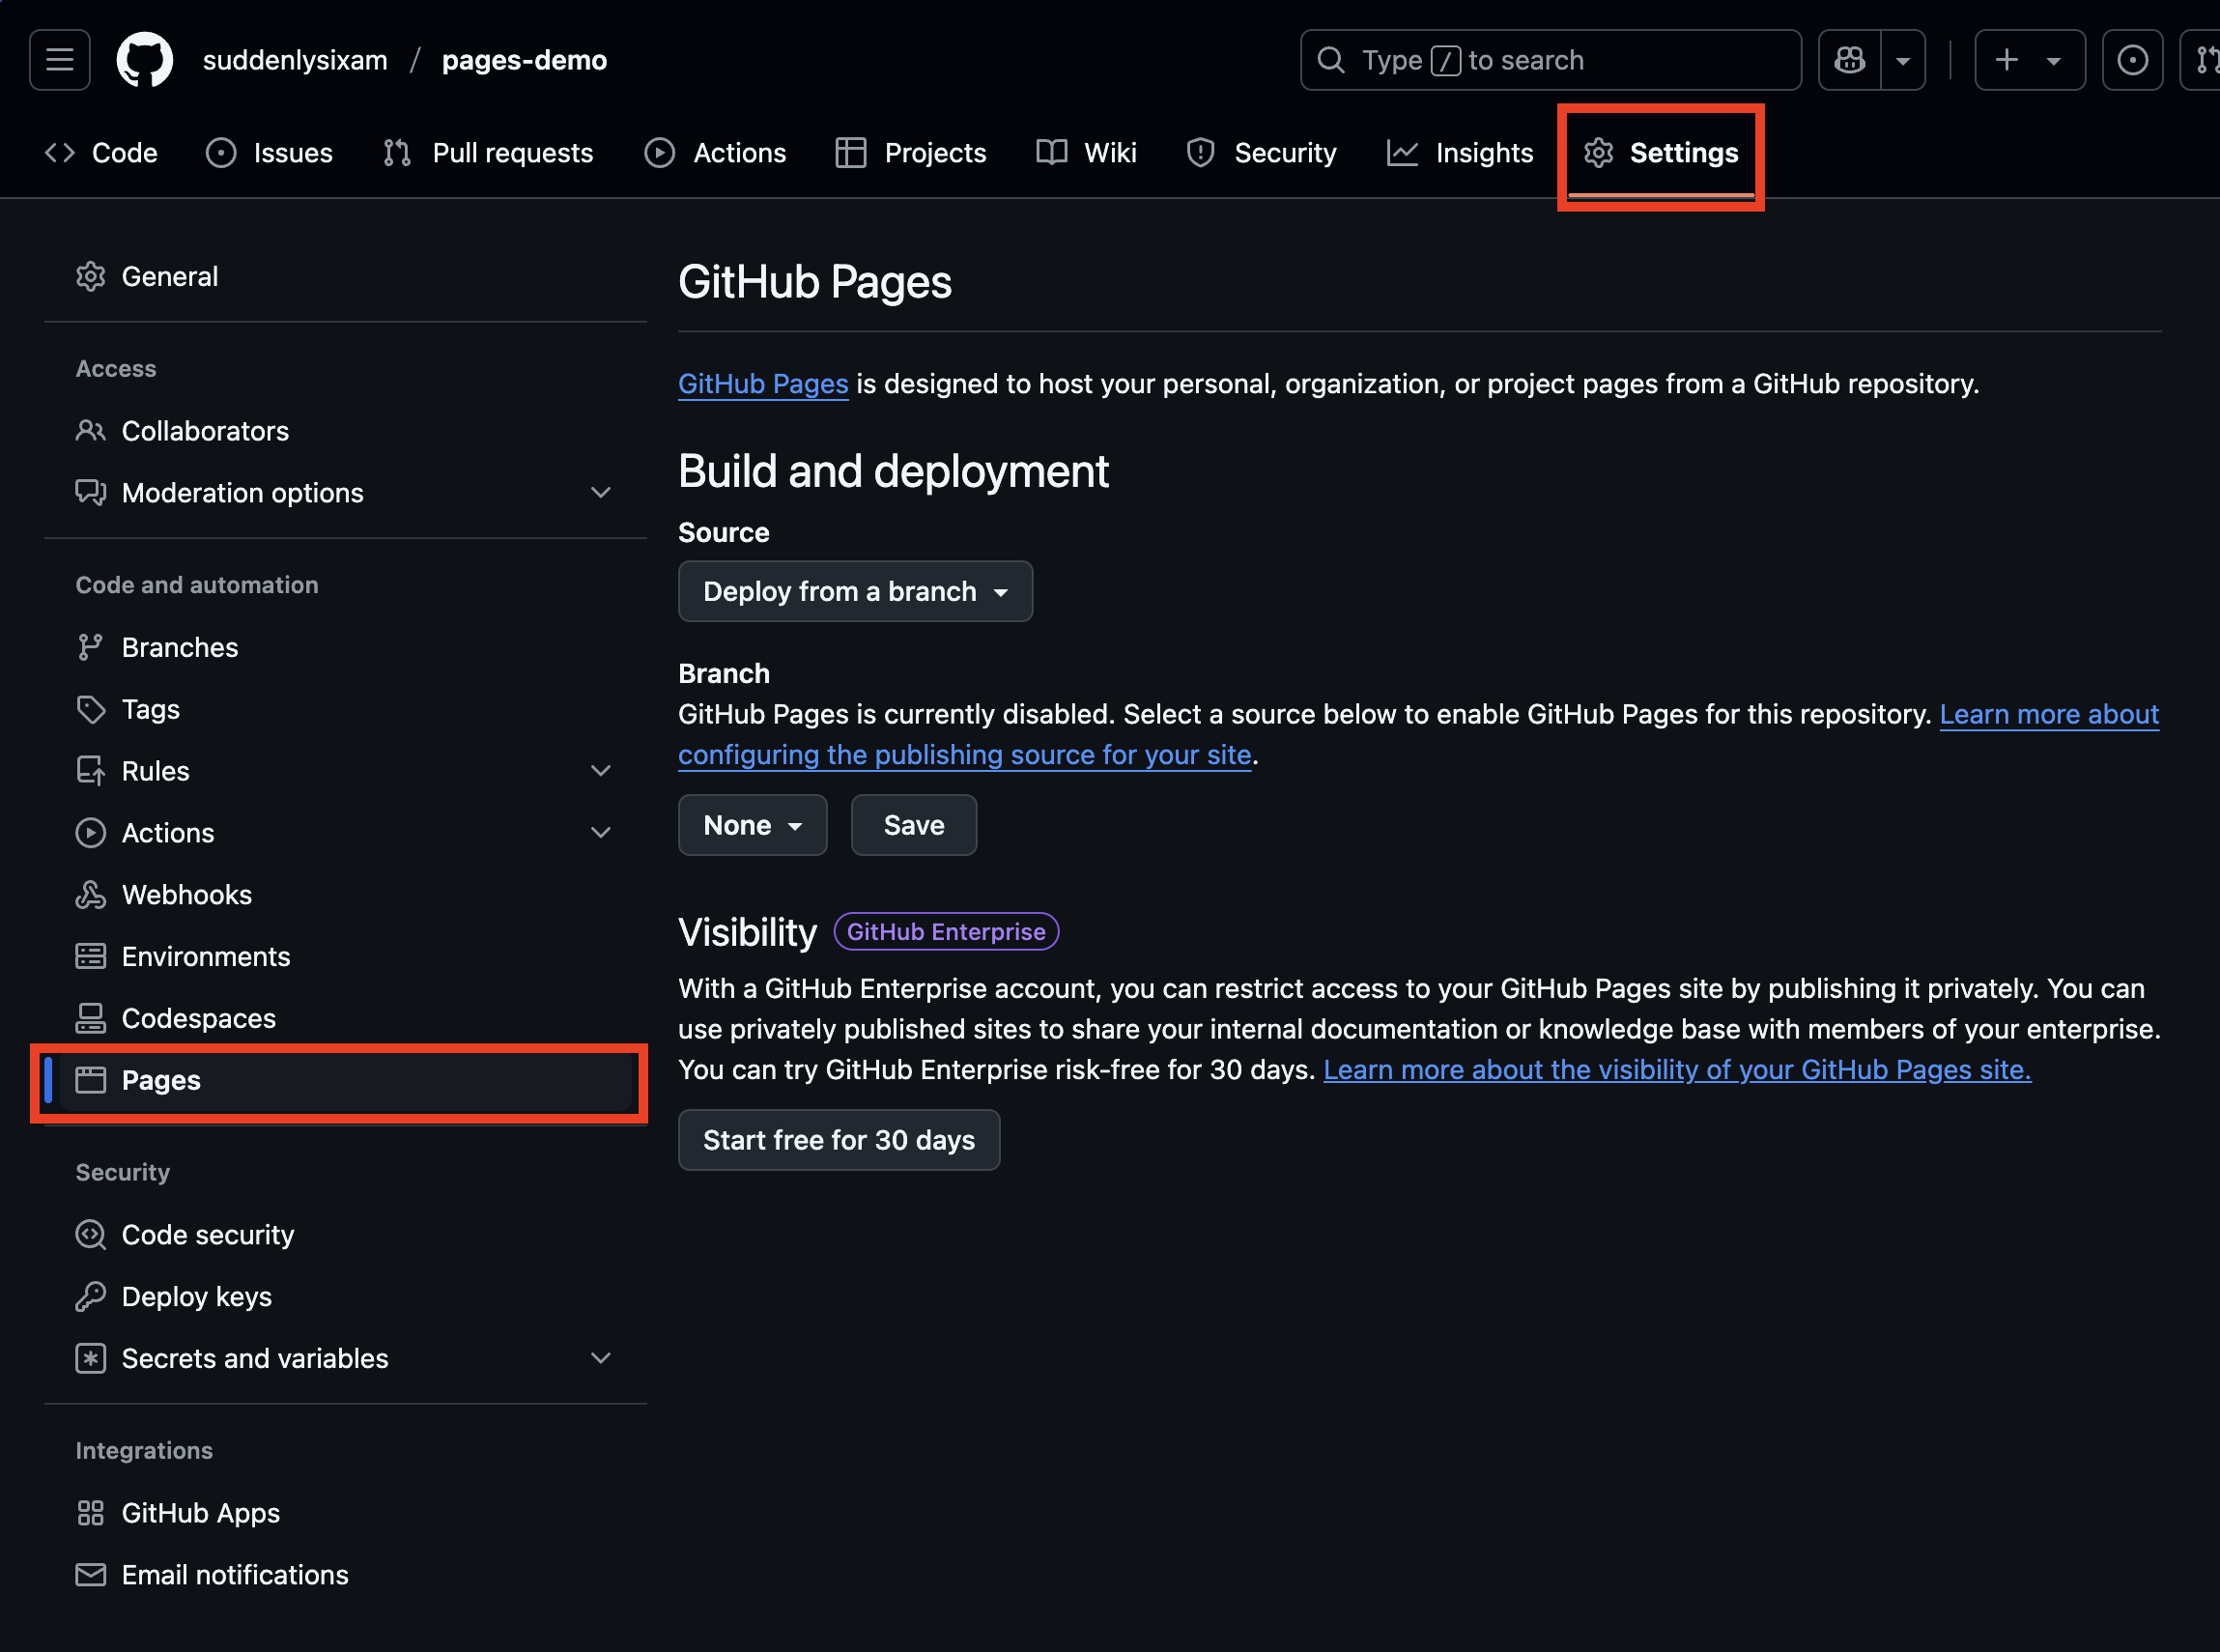 suddenlysixam / pages-demo
Type / to search
Code
Issues
Pull requests
Actions
Projects
Wiki
Security
Insights
Settings
General
Access
Collaborators
Moderation options
Code and automation
Branches
Tags
Rules
Actions
Webhooks
Environments
Codespaces
Pages
Security
Code security
Deploy keys
Secrets and variables
Integrations
GitHub Apps
Email notifications
GitHub Pages
GitHub Pages is designed to host your personal, organization, or project pages from a GitHub repository.
Build and deployment
Source
Deploy from a branch
Branch
GitHub Pages is currently disabled. Select a source below to enable GitHub Pages for this repository. Learn more about
configuring the publishing source for your site.
None
Save
Visibility GitHub Enterprise
With a GitHub Enterprise account, you can restrict access to your GitHub Pages site by publishing it privately. You can
use privately published sites to share your internal documentation or knowledge base with members of your enterprise.
You can try GitHub Enterprise risk-free for 30 days. Learn more about the visibility of your GitHub Pages site.
Start free for 30 days